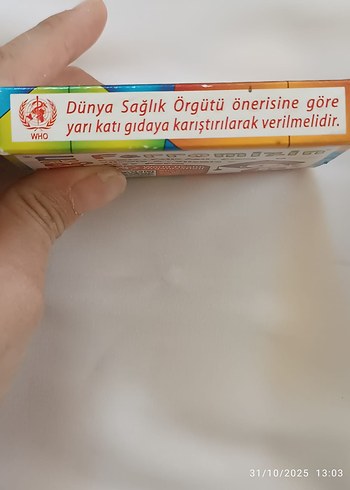 Dünya Sağlık Örgütü önerisine göre
yarı katı gıdaya karıştırılarak verilmelidir.
WHO
31/10/2025 13:03